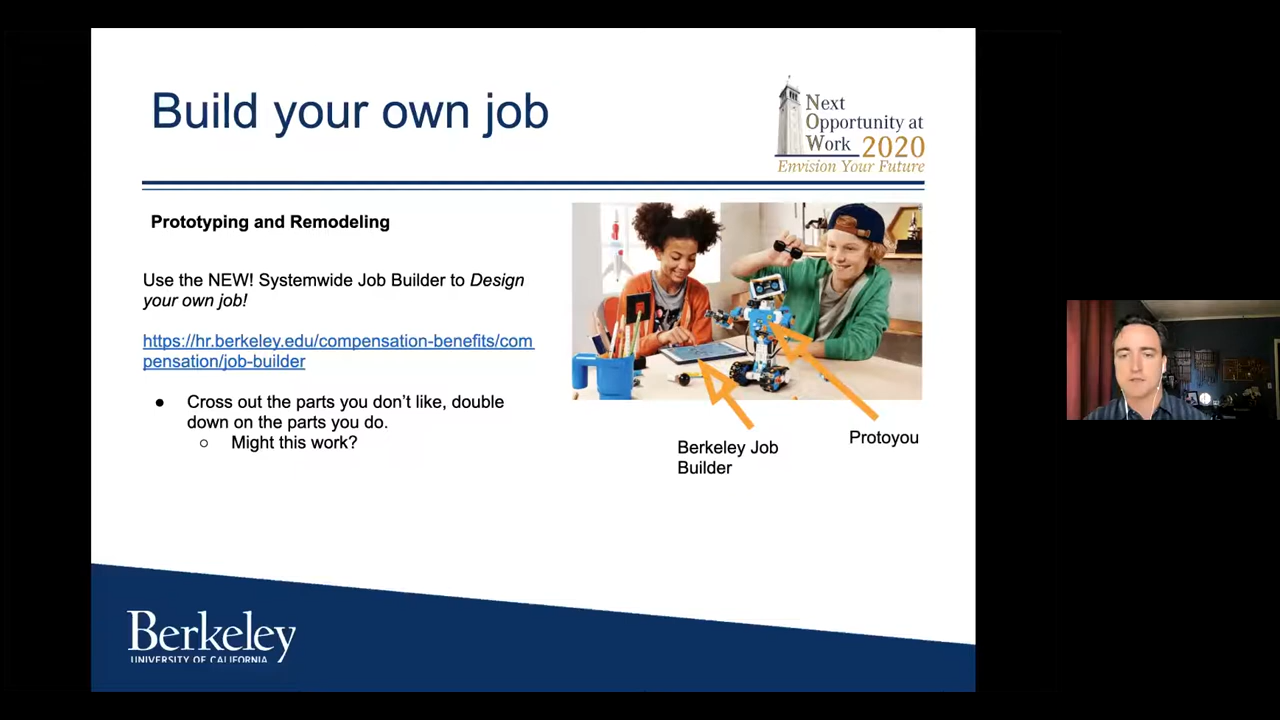 Build your own job
Next
Opportunity at
Work 2020
Envision Your Future
Prototyping and Remodeling
Use the NEW! Systemwide Job Builder to Design
your own job!
https://hr.berkeley.edu/compensation-benefits/com
pensation/job-builder
● Cross out the parts you don’t like, double
down on the parts you do.
○ Might this work?
Berkeley Job
Builder
Protoyou
Berkeley
UNIVERSITY OF CALIFORNIA